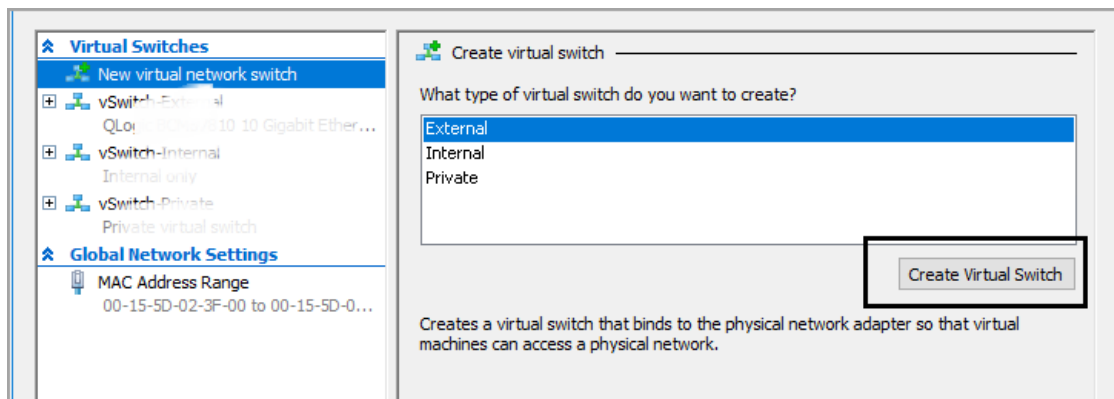 Virtual Switches
New virtual network switch
vSwitch-External
10 Gigabit Ether...
vSwitch-Internal
Internal only
vSwitch-Private
Private virtual switch
Global Network Settings
MAC Address Range
00-15-5D-02-3F-00 to 00-15-5D-0...
Create virtual switch
What type of virtual switch do you want to create?
External
Internal
Private
Create Virtual Switch
Creates a virtual switch that binds to the physical network adapter so that virtual
machines can access a physical network.